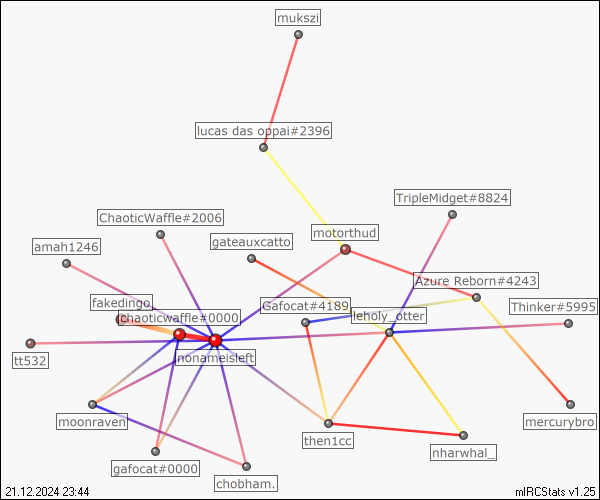 mukszi
lucas das oppai#2396
TripleMidget#8824
ChaoticWaffle#2006
motorthud
gateauxcatto
amah1246
Azure Reborn#4243
fakedingo
Gafocat#4189
Thinker#5995
Chaoticwaffle#0000
leholy_otter
nonameisleft
tt532
moonraven
mercurybro
then1cc
nharwhal_
gafocat#0000
chobham.
21.12.2024 23:44
mIRCStats v1.25